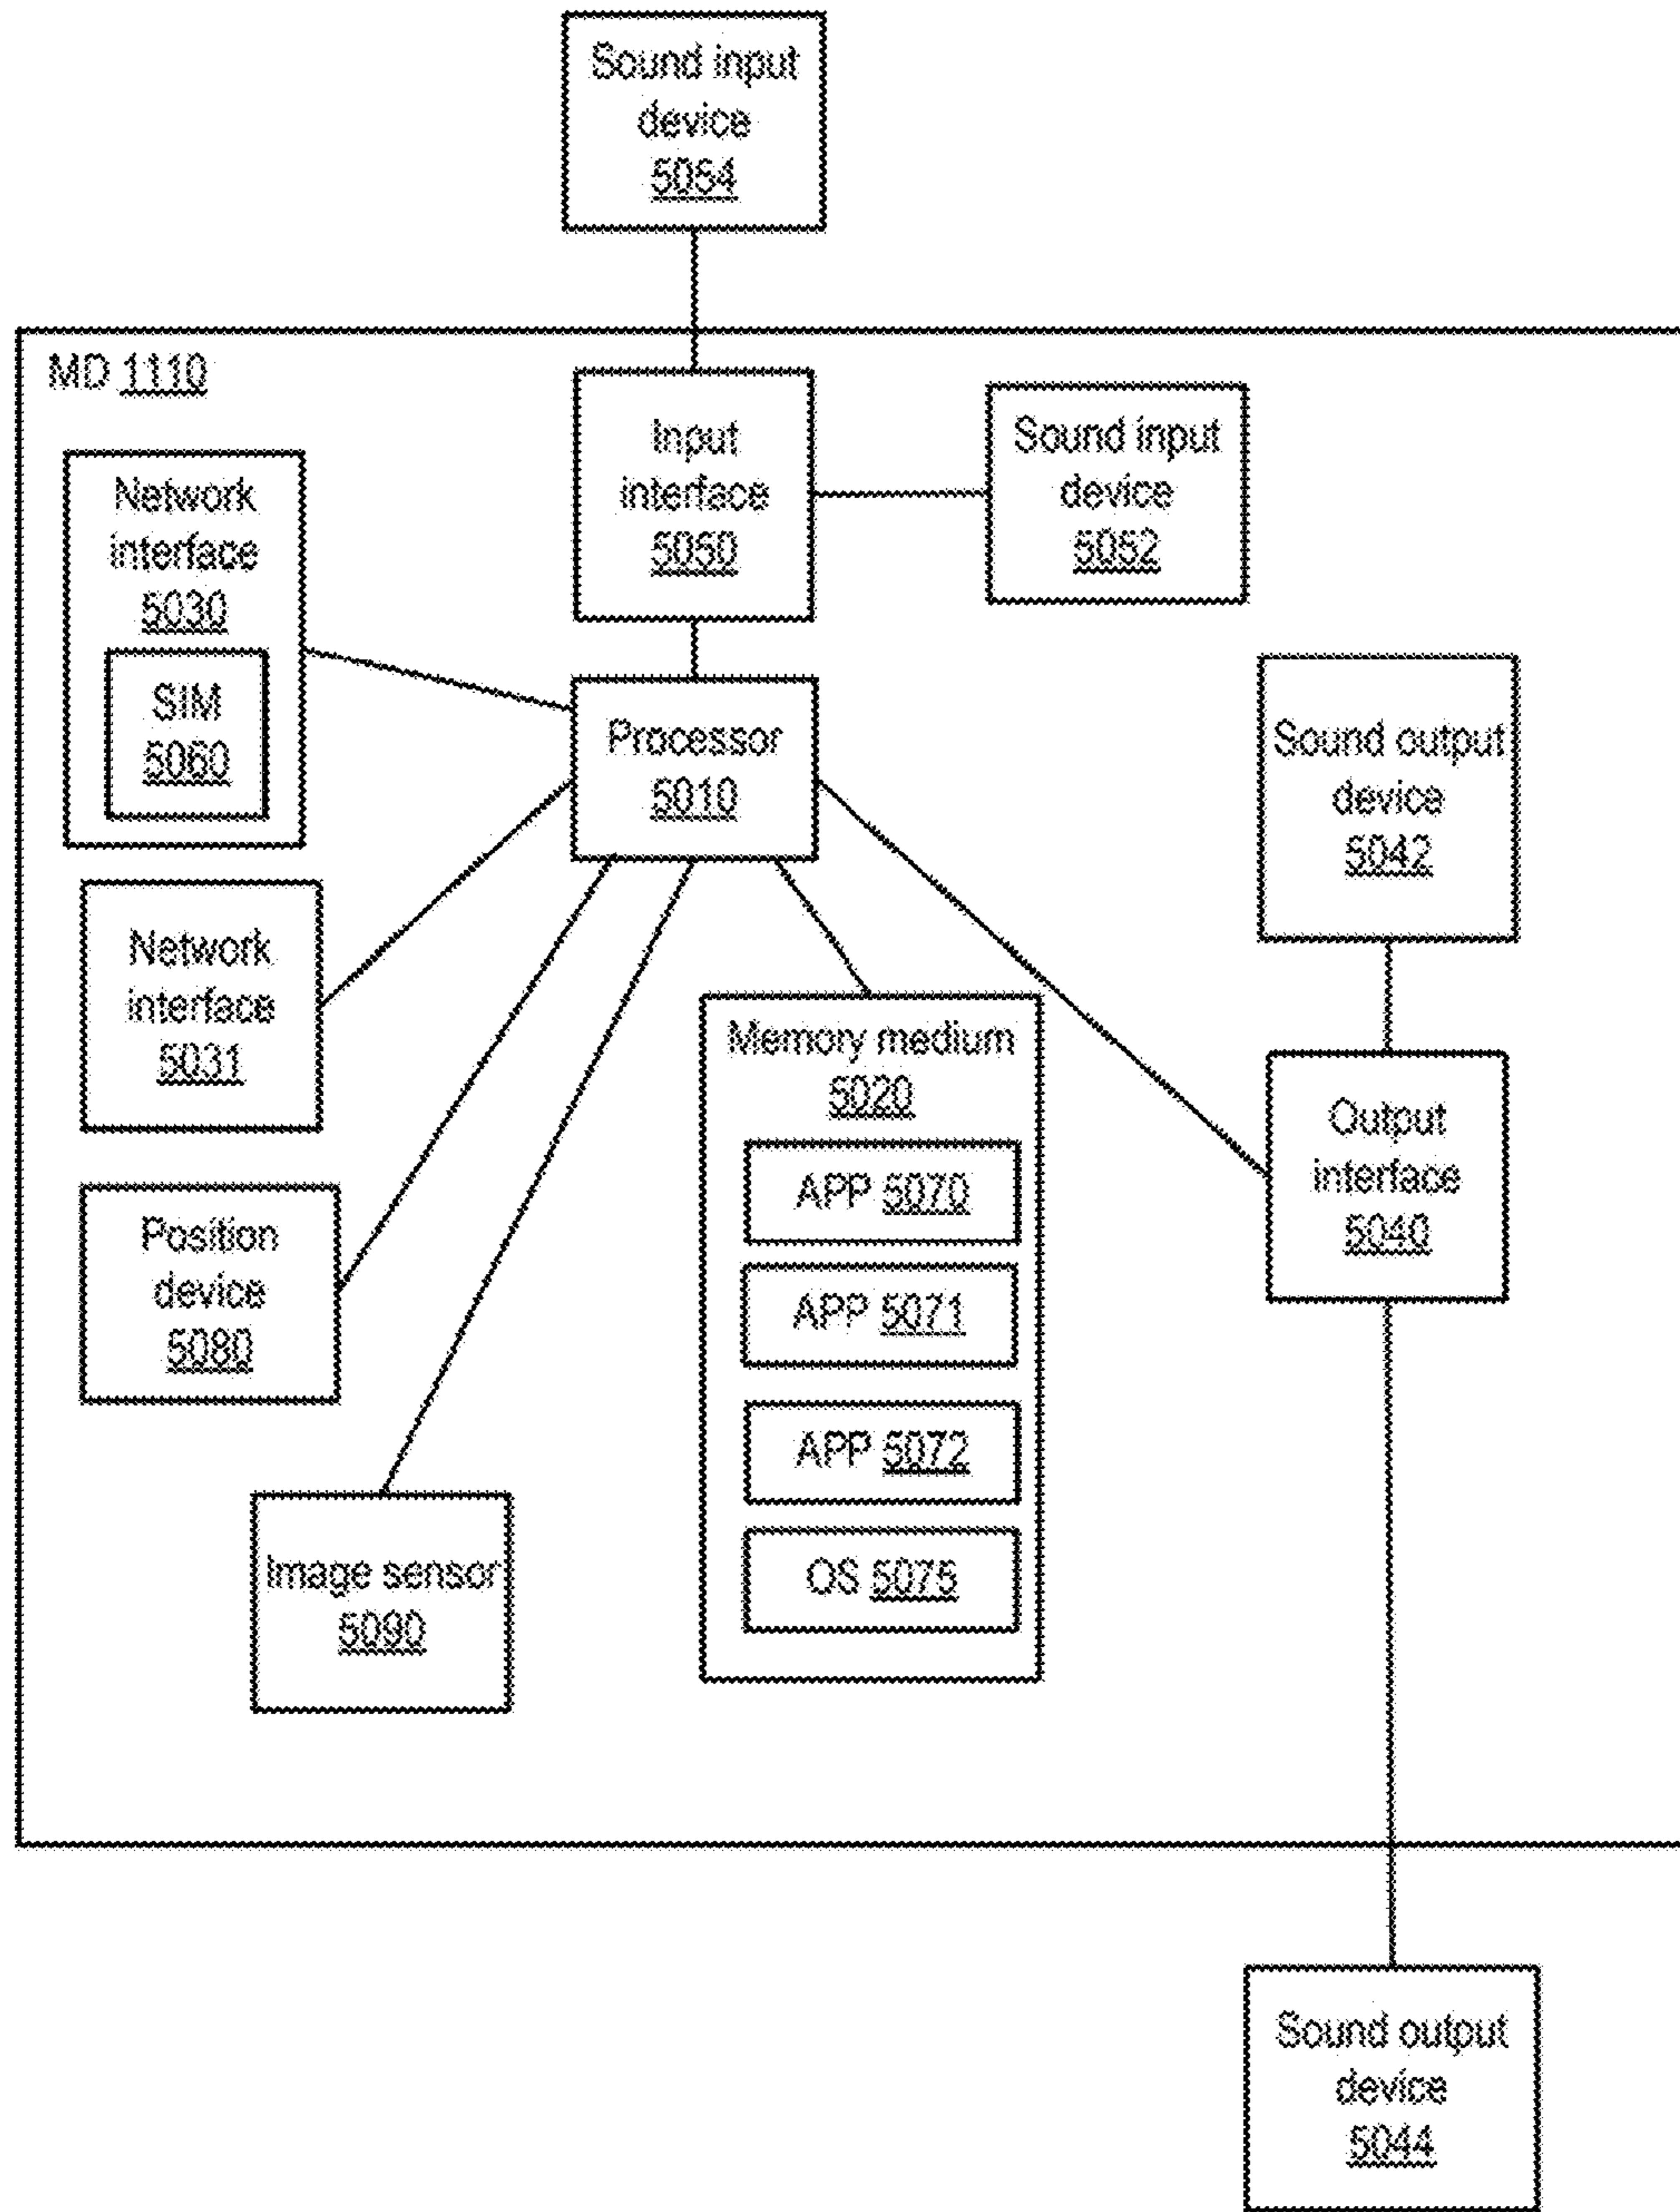 Sound input
device
5054
MD 1110
Input
interface
5050
Sound input
device
5052
Network
interface
5030
SIM
5060
Processor
5010
Sound output
device
5042
Network
interface
5031
Memory medium
5020
APP 5070
APP 5071
APP 5072
OS 5075
Output
interface
5040
Position
device
5080
Image sensor
5090
Sound output
device
5044